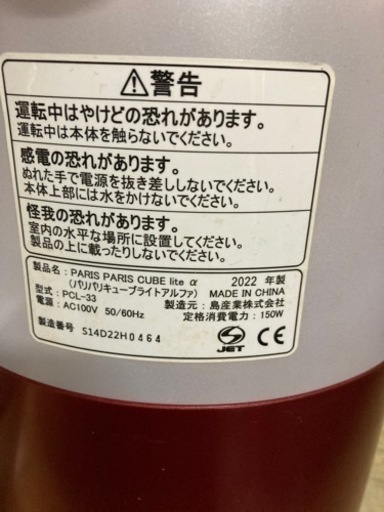 警告
運転中はやけどの恐れがあります。
運転中は本体を触らないでください。
感電の恐れがあります。
ぬれた手で電源を抜き差ししないでください。
本体上部には水をかけないでください。
怪我の恐れがあります。
室内の水平な場所に設置してください。
製品の上に載ったりしないでください。
製品名：PARIS PARIS CUBE lite α 2022 年製
(パリパリキューブライトアルファ) MADE IN CHINA
型式：PCL-33 製造元：島産業株式会社
電源：AC100V 50/60Hz 定格消費電力：150W
製造番号 S14D22H0464
S JET